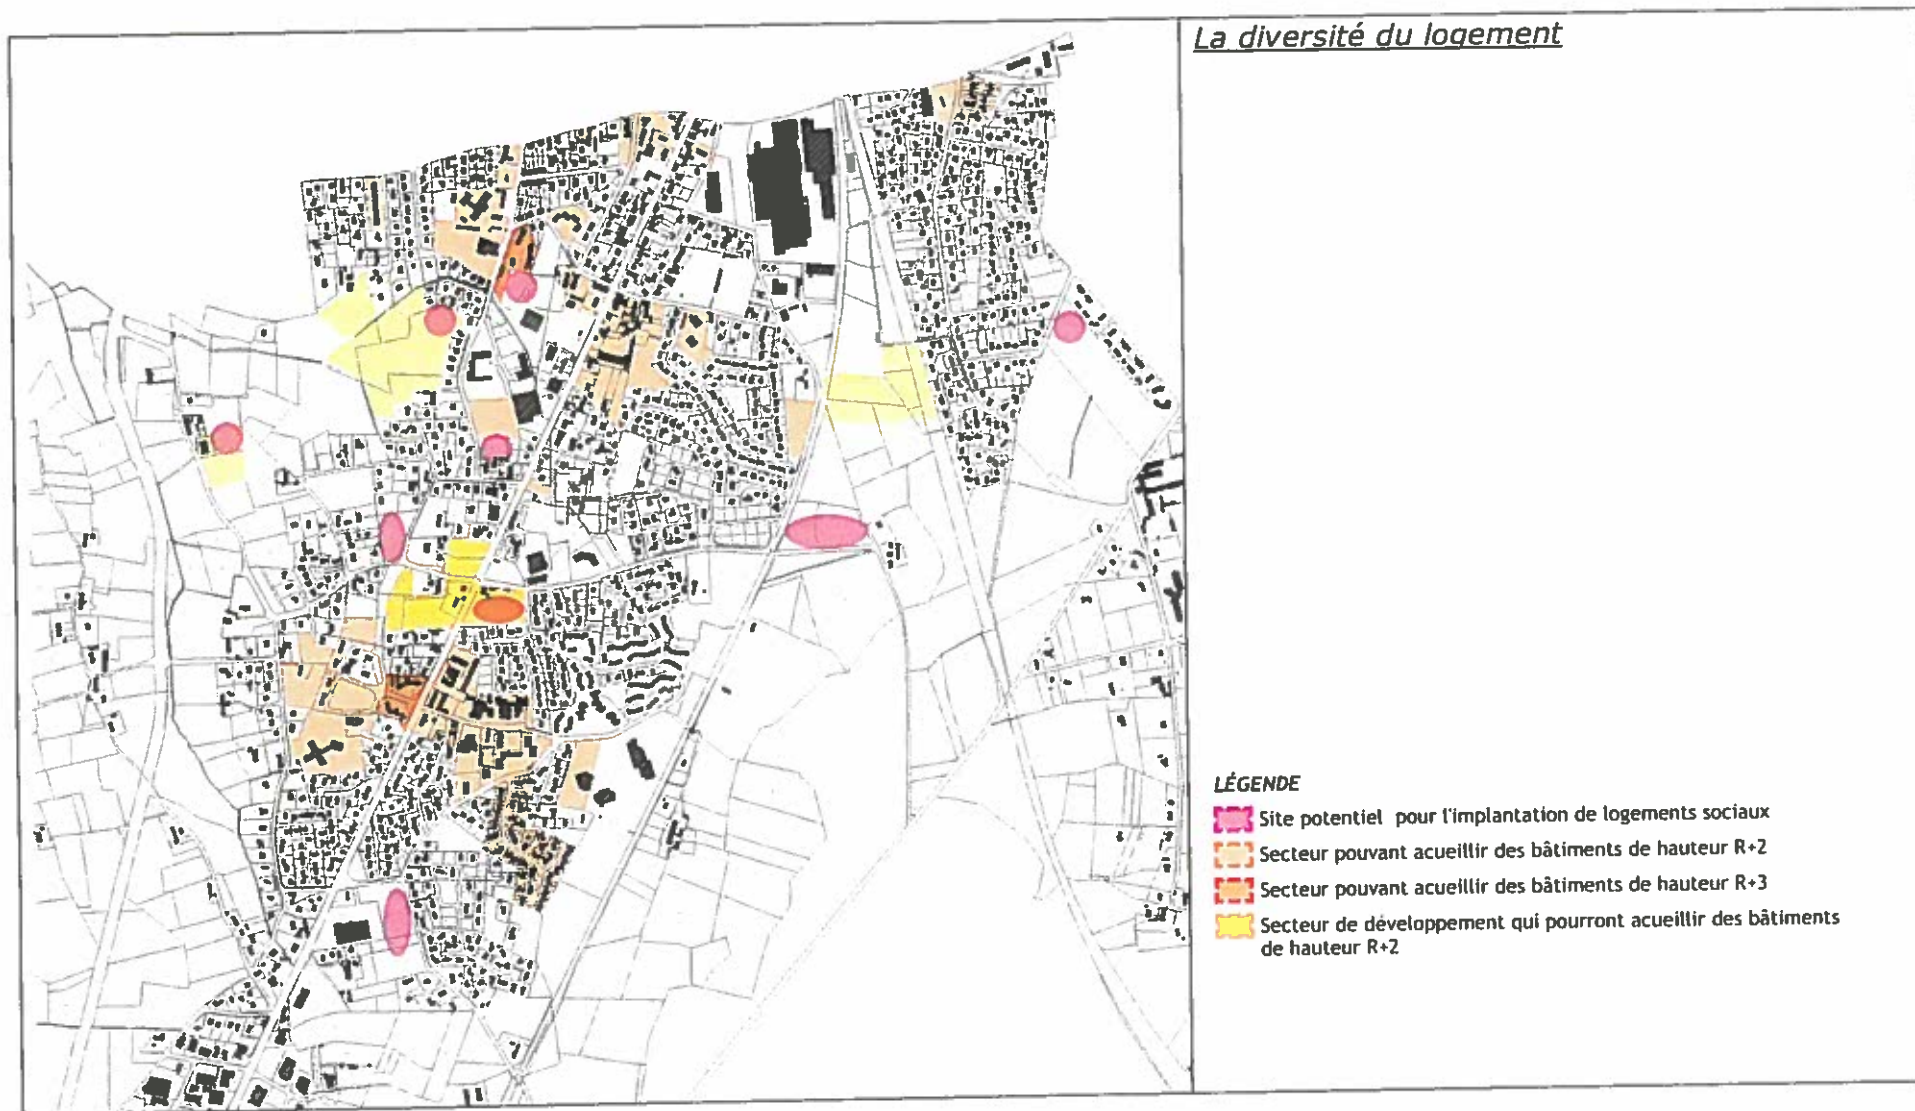 La diversité du logement
LÉGENDE
Site potentiel pour l'implantation de logements sociaux
Secteur pouvant acueillir des bâtiments de hauteur R+2
Secteur pouvant acueillir des bâtiments de hauteur R+3
Secteur de développement qui pourront acueillir des bâtiments
de hauteur R+2